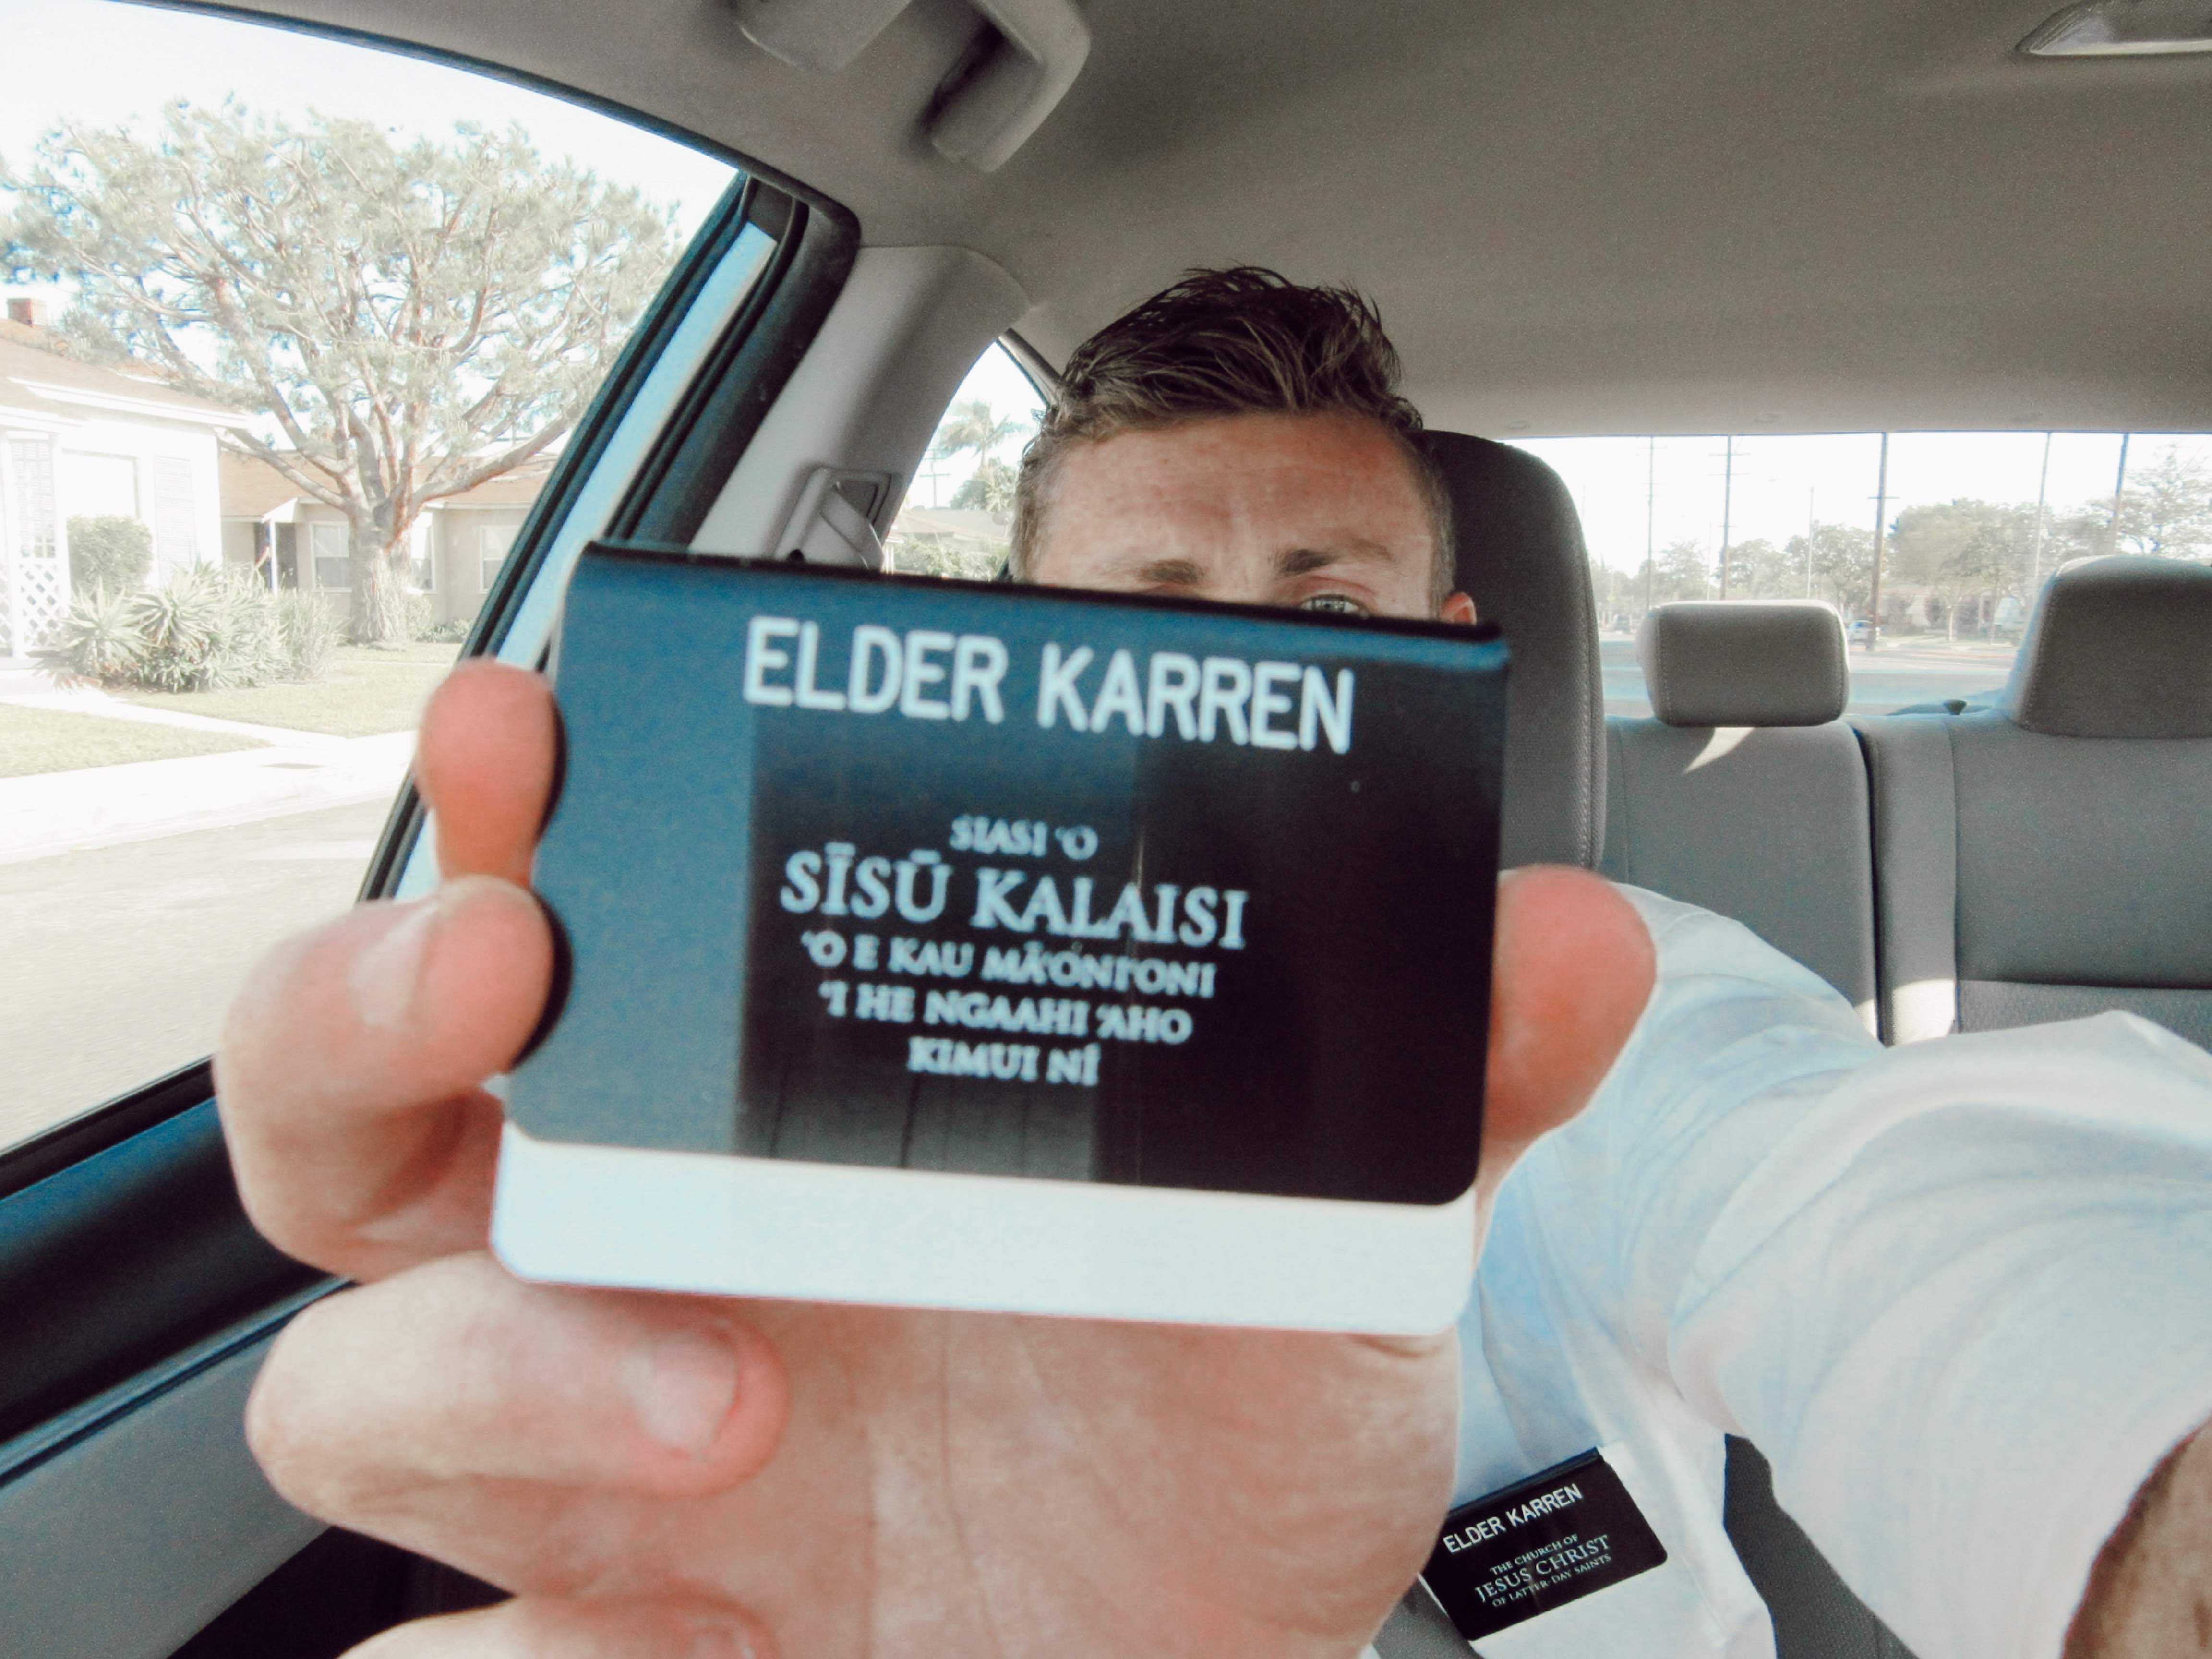 ELDER KARREN
SIASI ʻO
SĪSŪ KALAISI
ʻO E KAU MĀʻONIʻONI
ʻI HE NGAAHI ʻAHO
KIMUI NÍ
ELDER KARREN
THE CHURCH OF
JESUS CHRIST
OF LATTER-DAY SAINTS